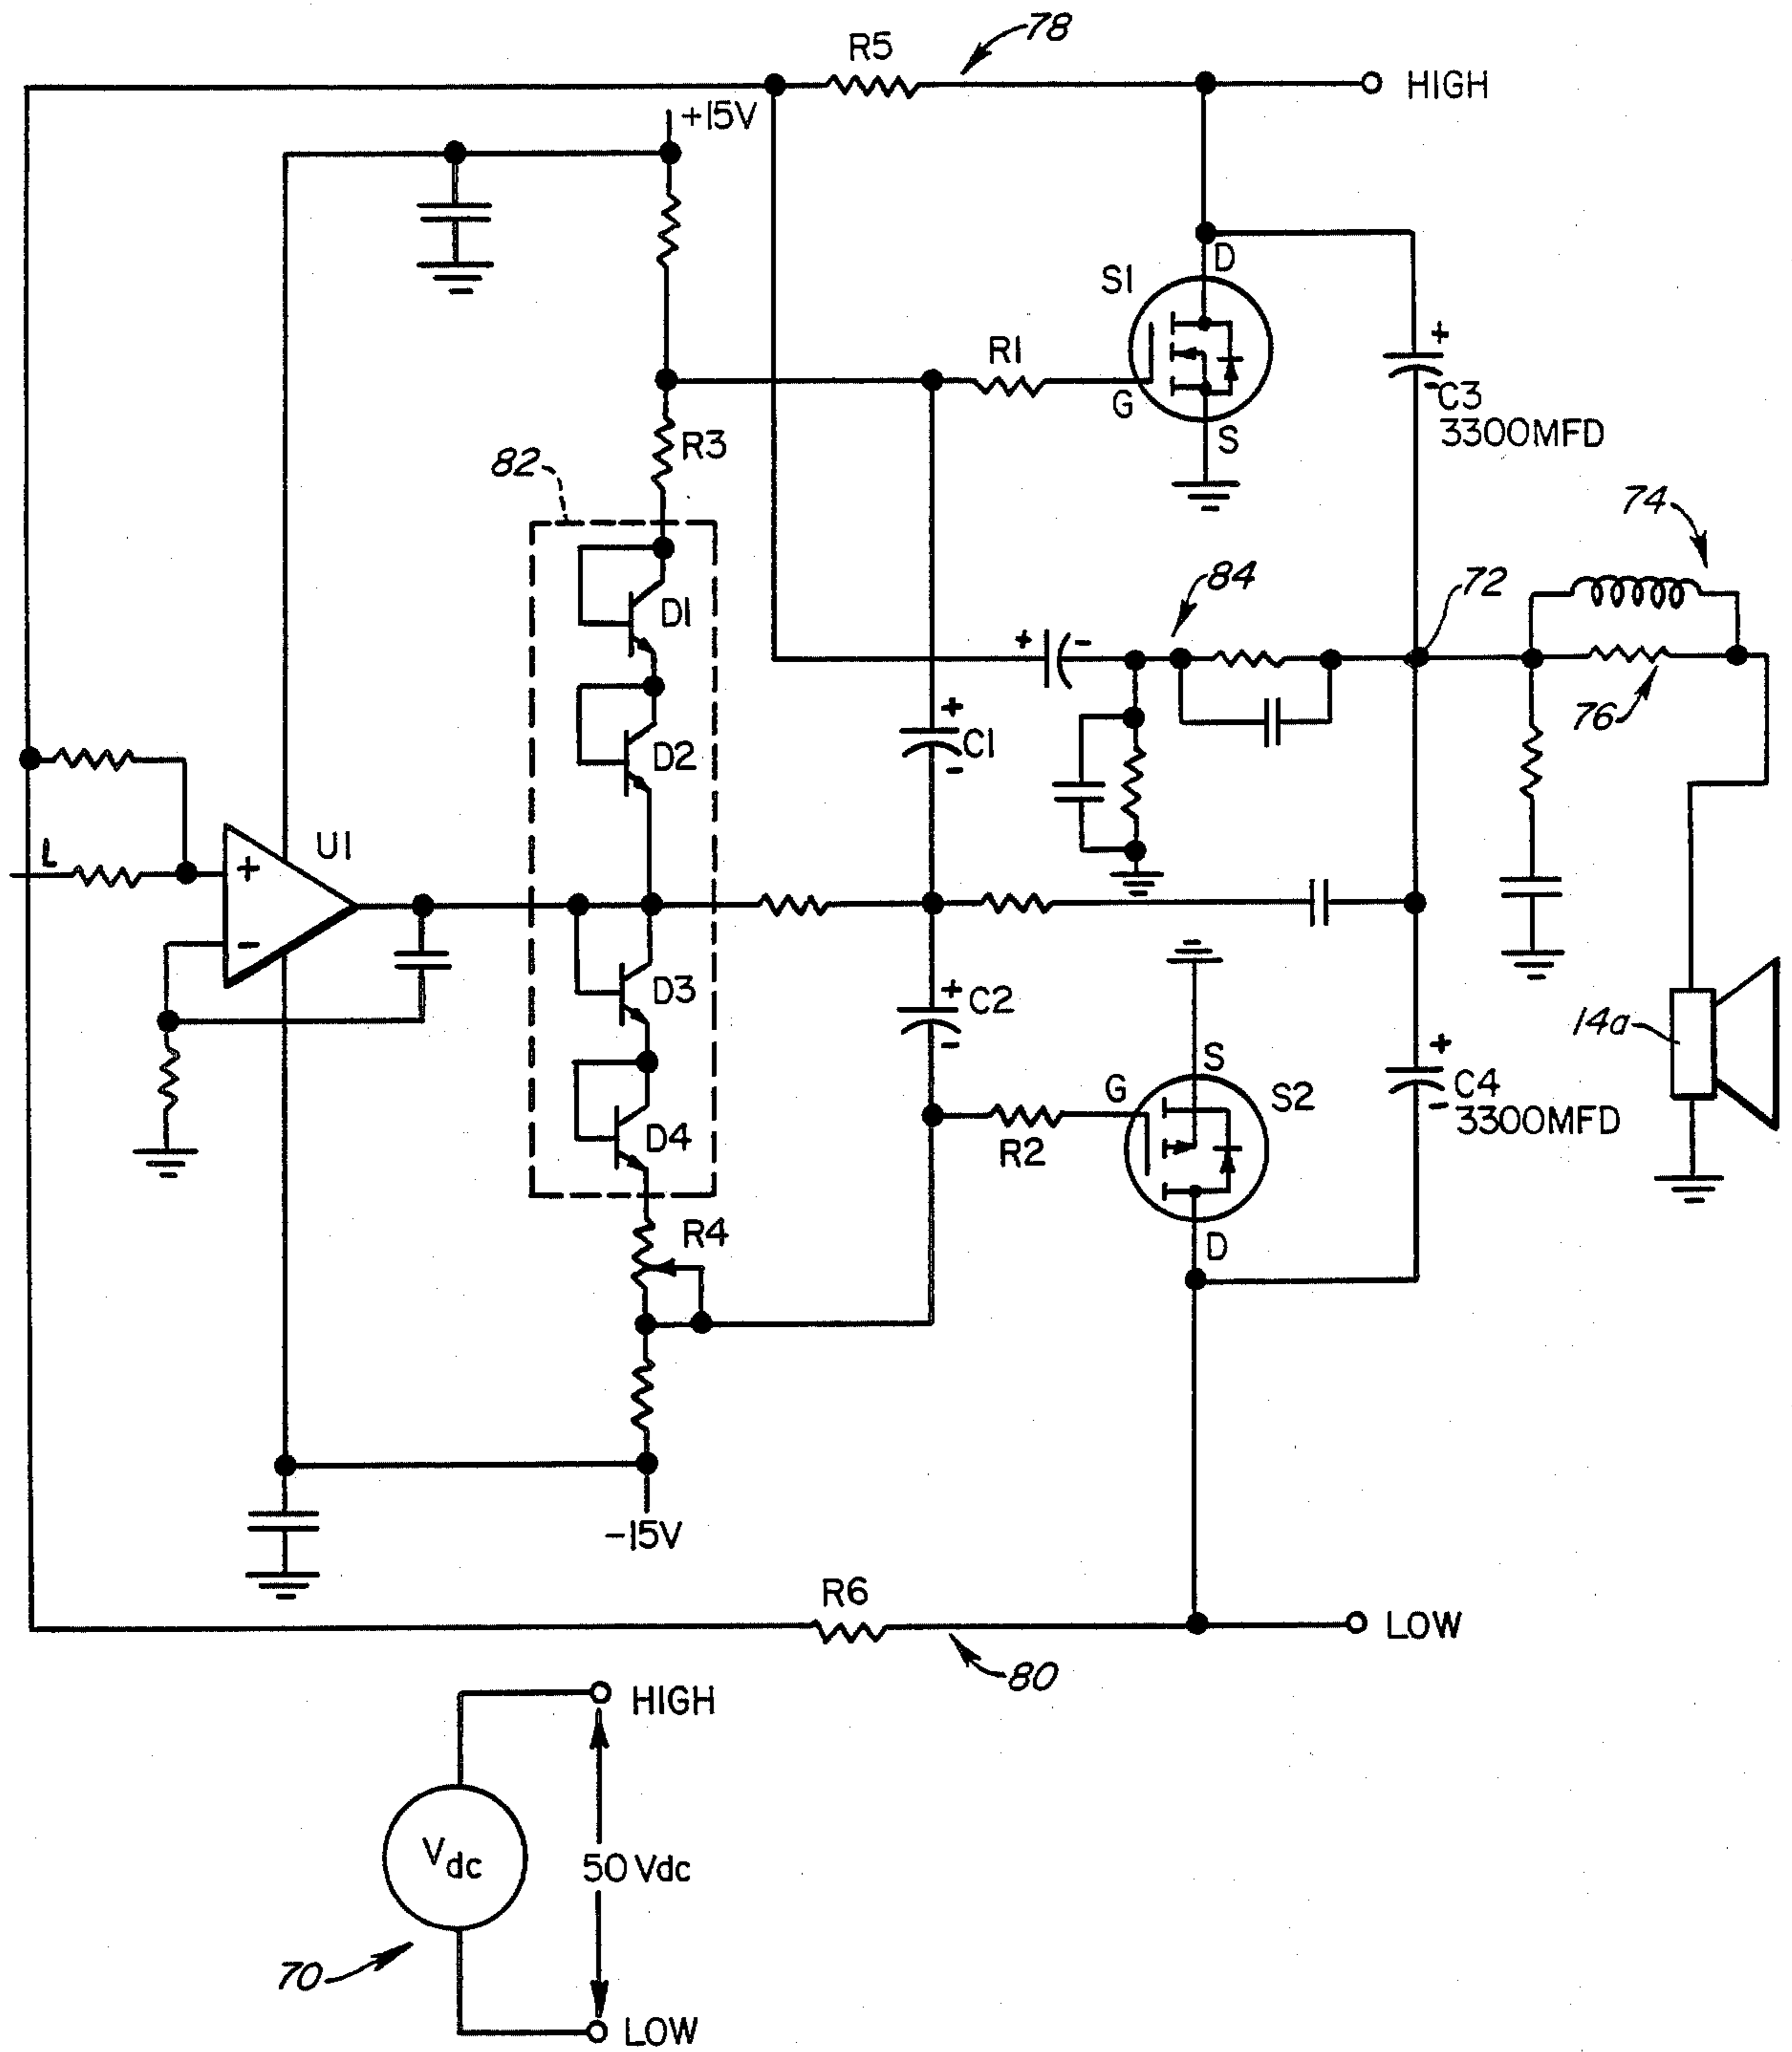 78
R5
HIGH
+15V
D
S1
R1
+
G
-C3
3300MFD
S
R3
82
74
84
72
D1
+ -
76
D2
+
C1
-
L
U1
+
-
D3
+
C2
-
14a
S
+
G
S2
C4
-
3300MFD
D4
R2
R4
D
-15V
R6
LOW
80
HIGH
Vdc
50 Vdc
70
LOW